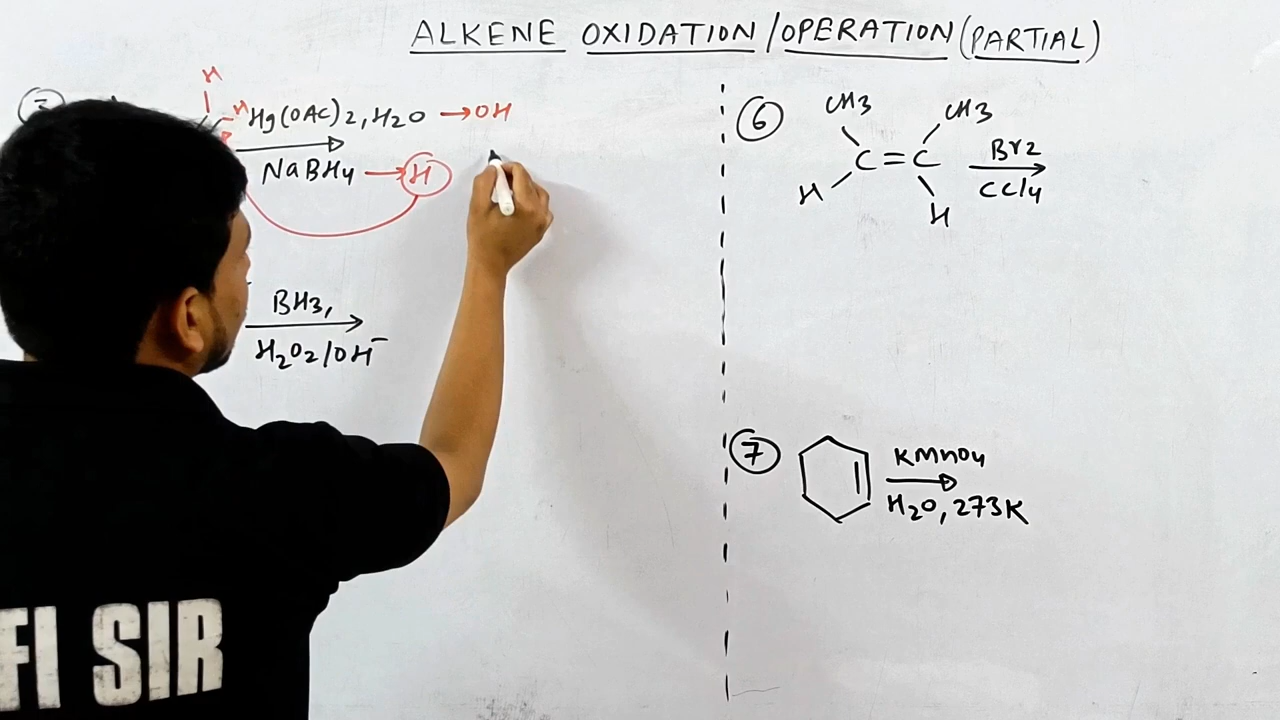 ALKENE OXIDATION/OPERATION(PARTIAL)
H
H
Hg(OAC)2,H2O → OH
NaBH4 → H
BH3,
H2O2/OH⁻
6
CH3 CH3
C=C
H H
Br2
CCl4
7
KMnO4
H2O, 273K
FI SIR